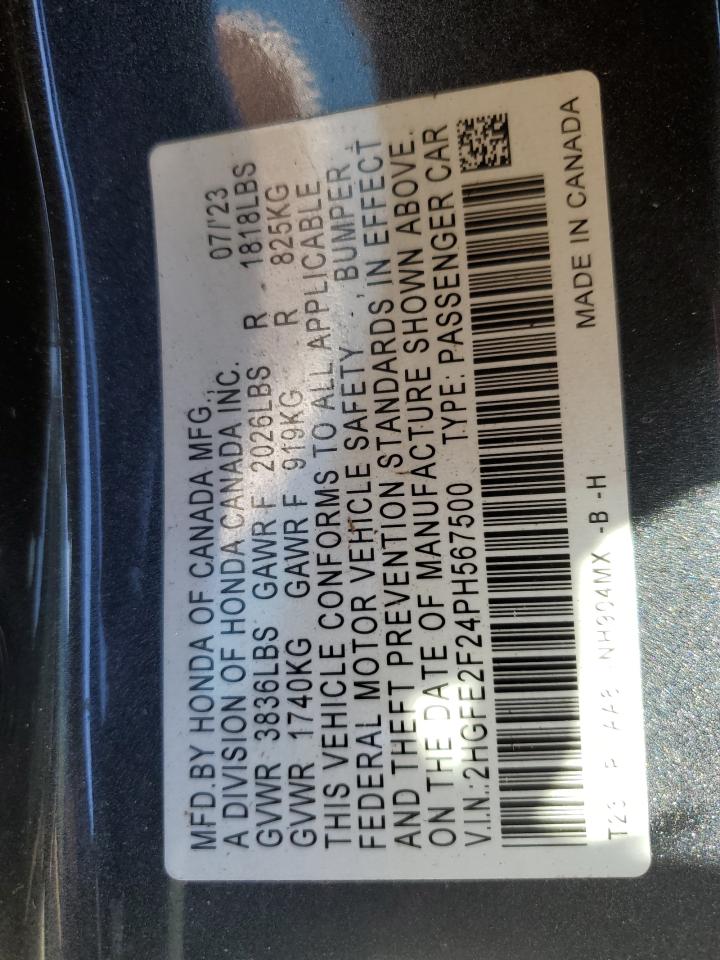 MFD.BY HONDA OF CANADA MFG.,
A DIVISION OF HONDA CANADA INC. 07/'23
GVWR 3836LBS GAWR F 2026LBS R 1818LBS
GVWR 1740KG GAWR F 919KG R 825KG
THIS VEHICLE CONFORMS TO ALL APPLICABLE
FEDERAL MOTOR VEHICLE SAFETY , BUMPER ,
AND THEFT PREVENTION STANDARDS IN EFFECT
ON THE DATE OF MANUFACTURE SHOWN ABOVE.
V.I.N.:2HGFE2F24PH567500 TYPE: PASSENGER CAR
T23 NH904MX -B -H
MADE IN CANADA